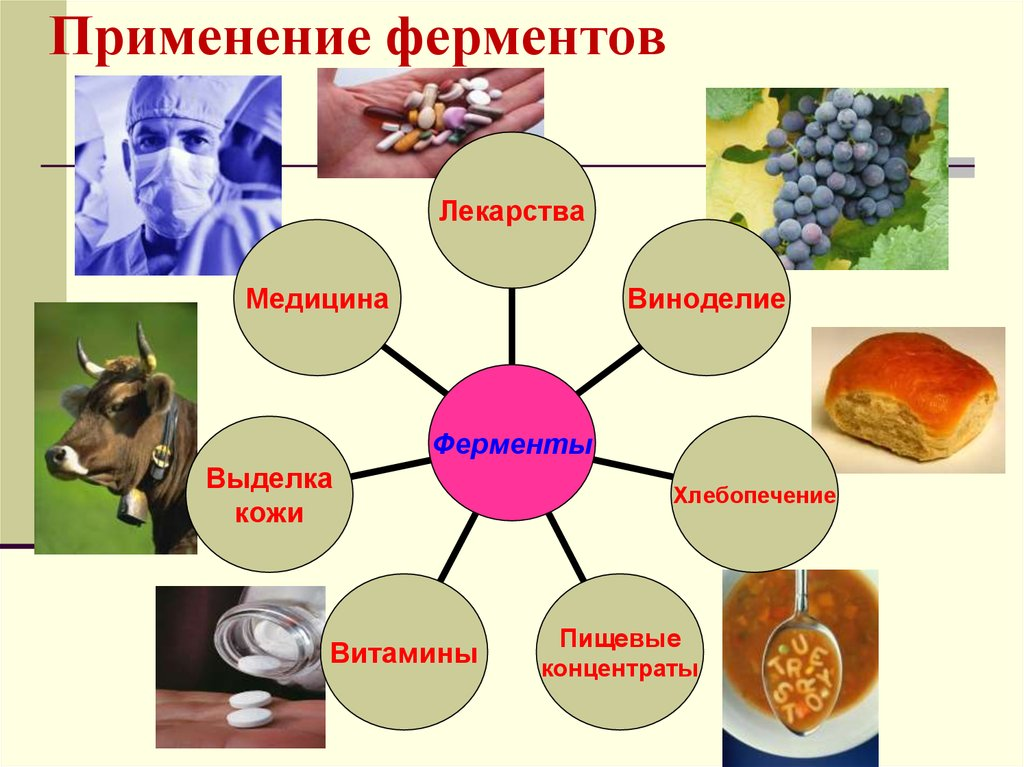 Применение ферментов
Лекарства
Медицина
Виноделие
Ферменты
Выделка
кожи
Хлебопечение
Витамины
Пищевые
концентраты